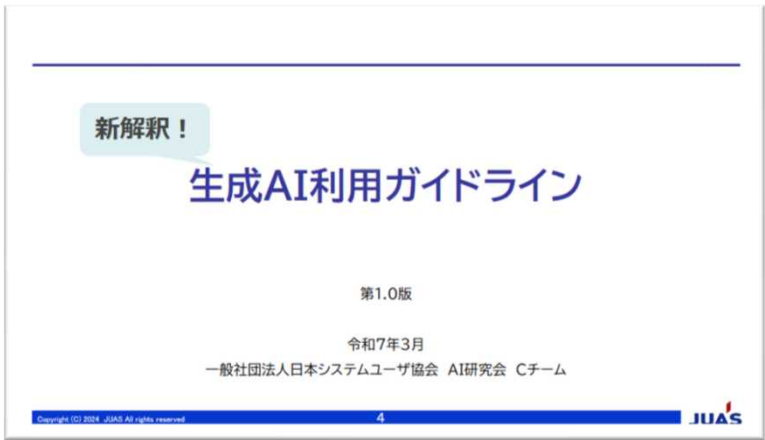 新解釈！
生成AI利用ガイドライン
第1.0版
令和7年3月
一般社団法人日本システムユーザ協会 AI研究会 Cチーム
Copyright (C) 2024 JUAS All rights reserved
4
JUAS